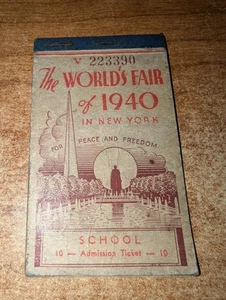 V 223390
The WORLD'S FAIR
of 1940
IN NEW YORK
FOR PEACE AND FREEDOM
SCHOOL
10 — Admission Ticket — 10